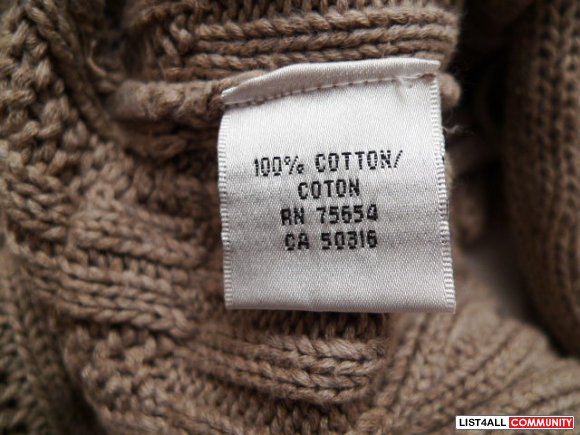 100% COTTON/
COTON
RN 75654
CA 50316
LIST4ALL COMMUNITY